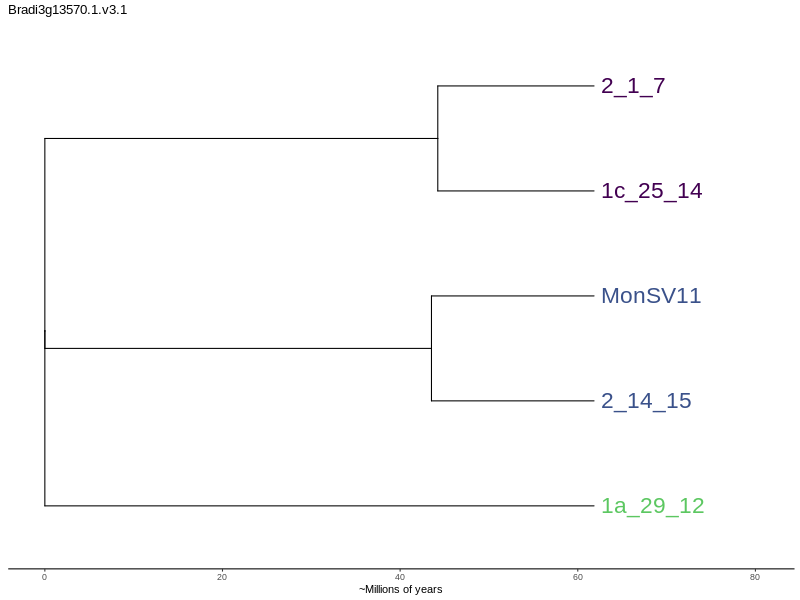 Bradi3g13570.1.v3.1
2_1_7
1c_25_14
MonSV11
2_14_15
1a_29_12
0 20 40 60 80
~Millions of years